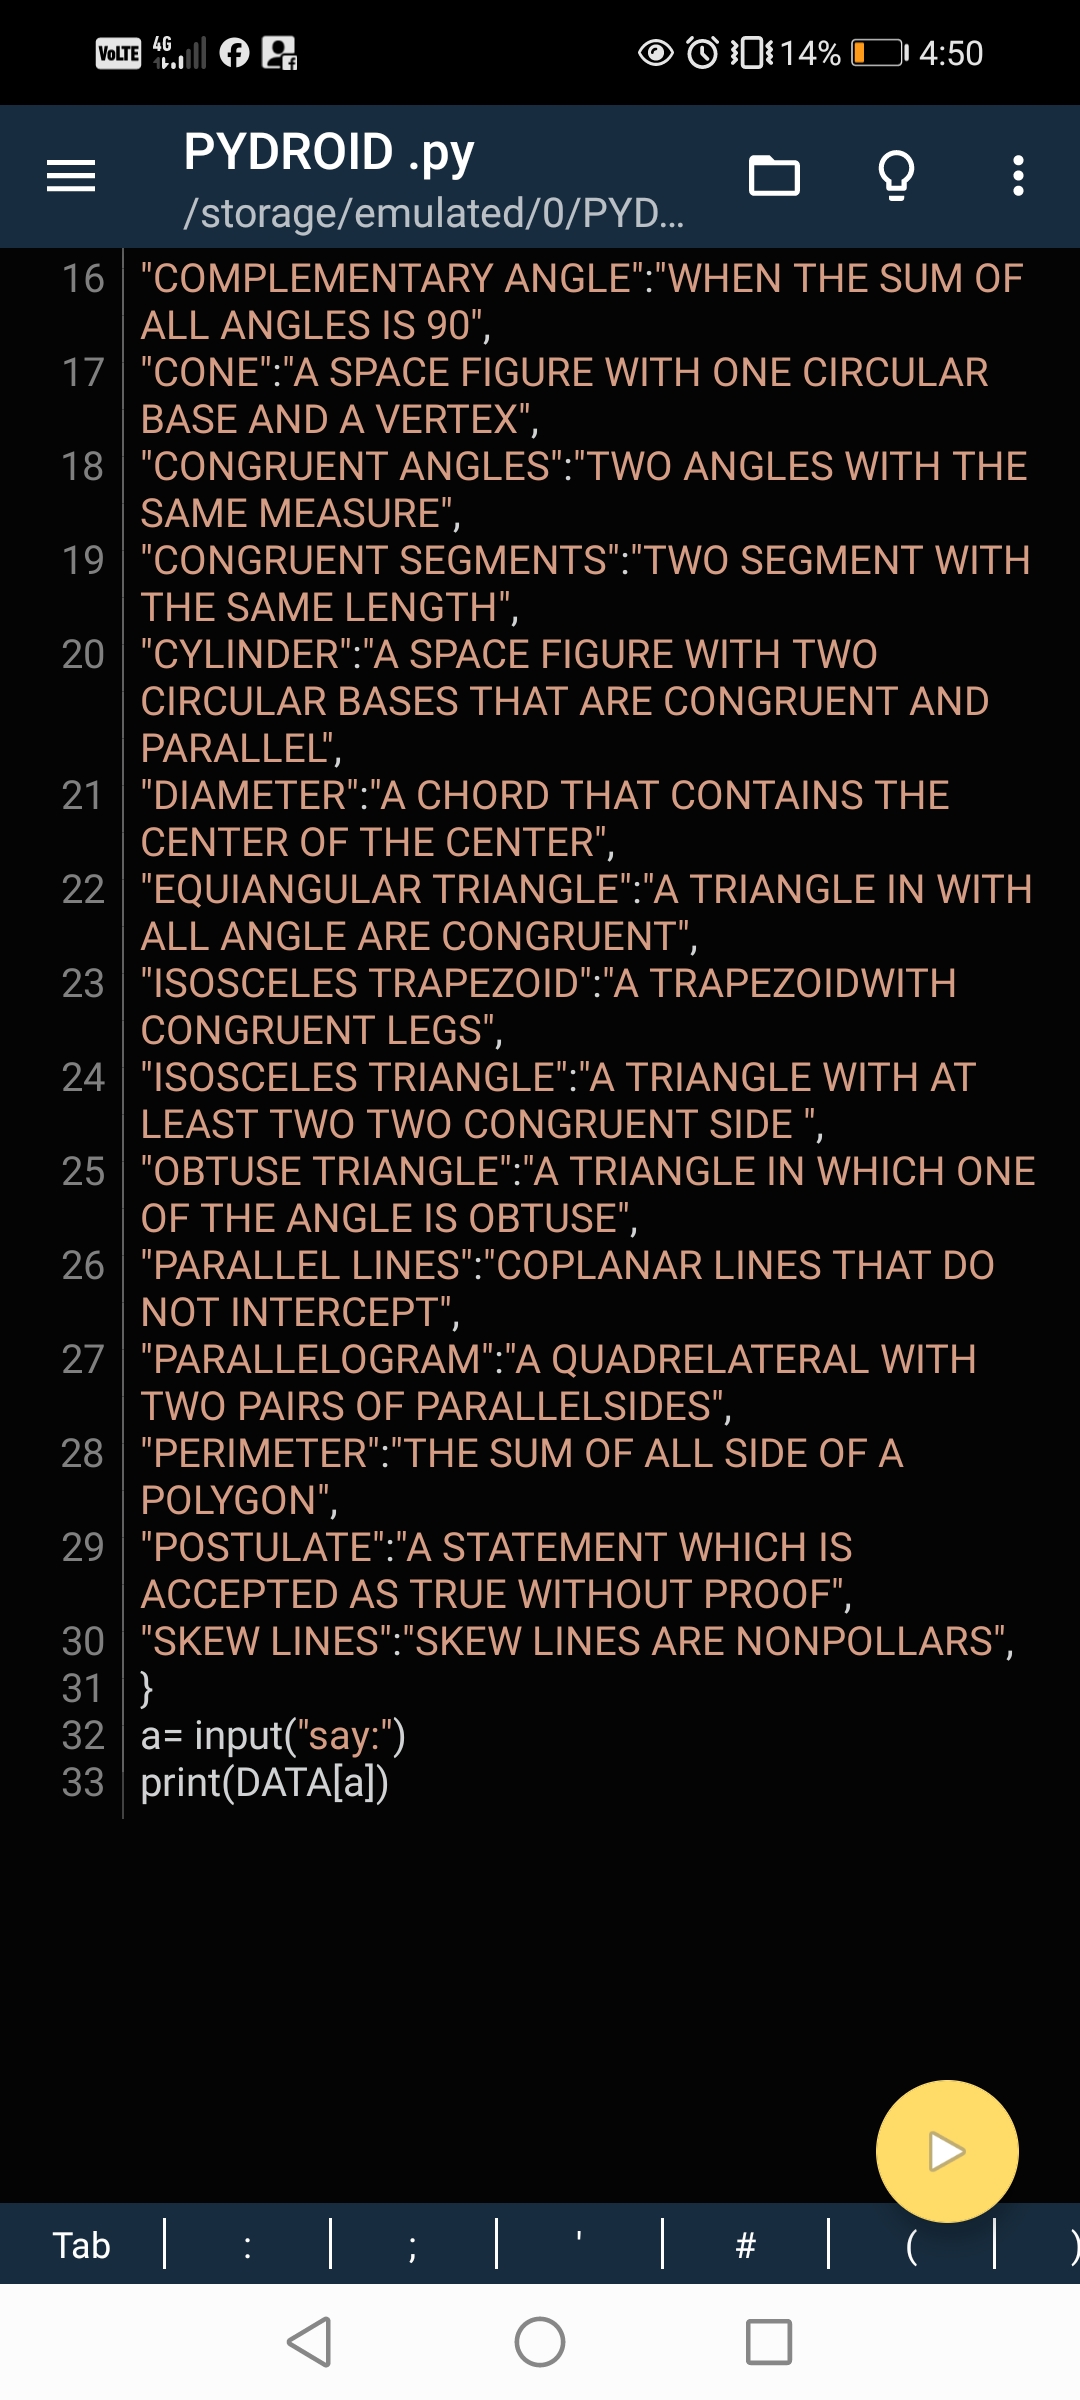 VoLTE 4G 14% 4:50
PYDROID .py
/storage/emulated/0/PYD...
16 "COMPLEMENTARY ANGLE":"WHEN THE SUM OF
ALL ANGLES IS 90",
17 "CONE":"A SPACE FIGURE WITH ONE CIRCULAR
BASE AND A VERTEX",
18 "CONGRUENT ANGLES":"TWO ANGLES WITH THE
SAME MEASURE",
19 "CONGRUENT SEGMENTS":"TWO SEGMENT WITH
THE SAME LENGTH",
20 "CYLINDER":"A SPACE FIGURE WITH TWO
CIRCULAR BASES THAT ARE CONGRUENT AND
PARALLEL",
21 "DIAMETER":"A CHORD THAT CONTAINS THE
CENTER OF THE CENTER",
22 "EQUIANGULAR TRIANGLE":"A TRIANGLE IN WITH
ALL ANGLE ARE CONGRUENT",
23 "ISOSCELES TRAPEZOID":"A TRAPEZOIDWITH
CONGRUENT LEGS",
24 "ISOSCELES TRIANGLE":"A TRIANGLE WITH AT
LEAST TWO TWO CONGRUENT SIDE ",
25 "OBTUSE TRIANGLE":"A TRIANGLE IN WHICH ONE
OF THE ANGLE IS OBTUSE",
26 "PARALLEL LINES":"COPLANAR LINES THAT DO
NOT INTERCEPT",
27 "PARALLELOGRAM":"A QUADRELATERAL WITH
TWO PAIRS OF PARALLELSIDES",
28 "PERIMETER":"THE SUM OF ALL SIDE OF A
POLYGON",
29 "POSTULATE":"A STATEMENT WHICH IS
ACCEPTED AS TRUE WITHOUT PROOF",
30 "SKEW LINES":"SKEW LINES ARE NONPOLLARS",
31 }
32 a= input("say:")
33 print(DATA[a])
Tab : ; ' # ( )